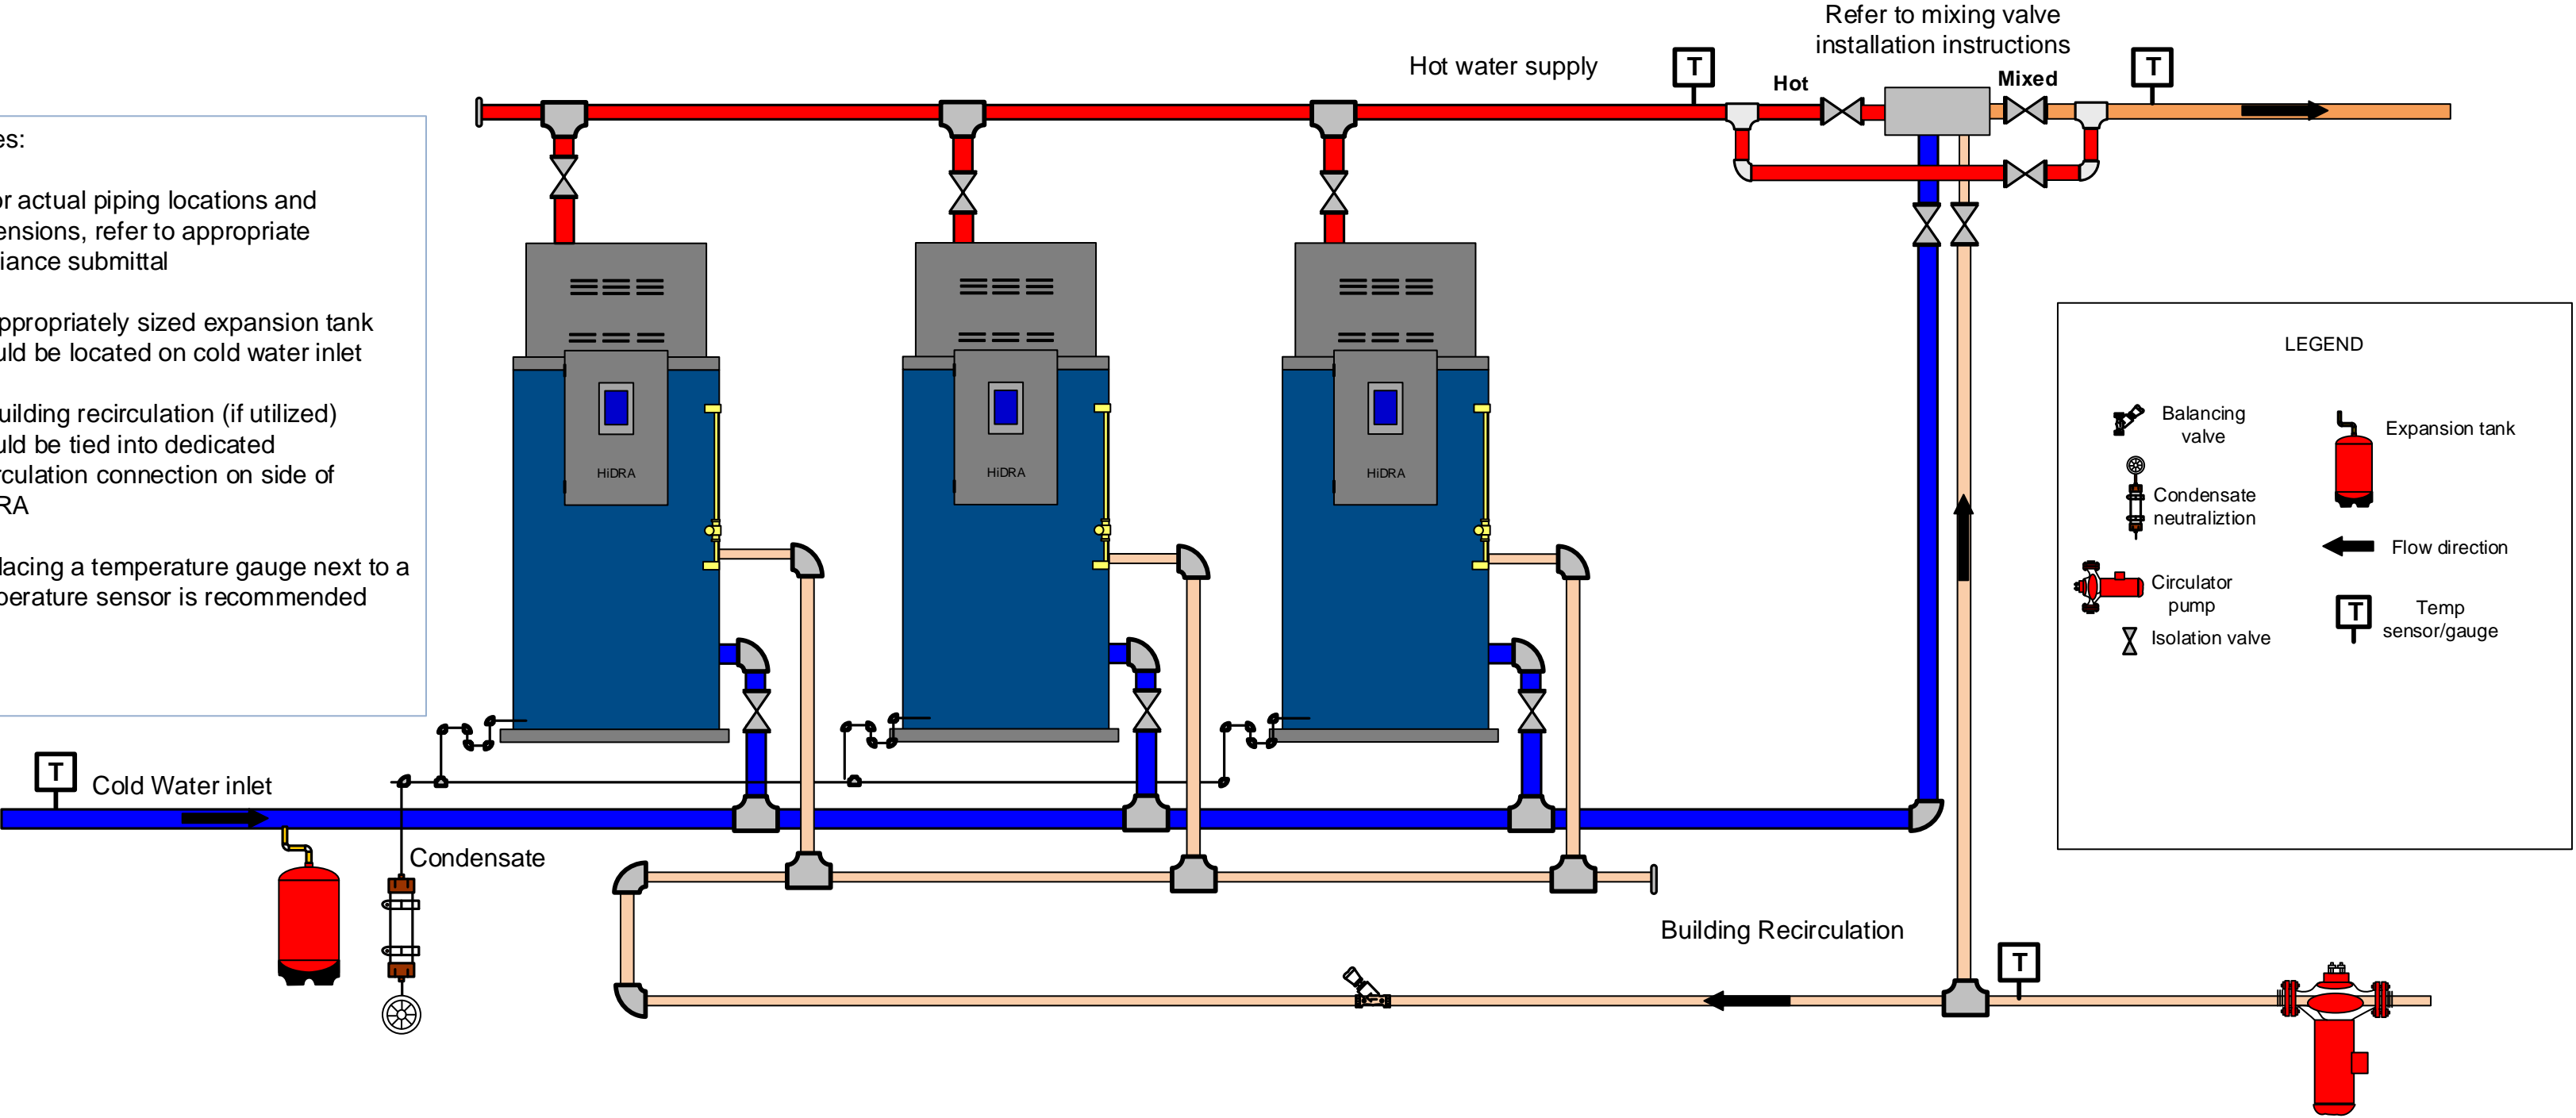 Refer to mixing valve
installation instructions
Hot water supply
T
Hot
Mixed
T
es:
or actual piping locations and
ensions, refer to appropriate
liance submittal
ppropriately sized expansion tank
uld be located on cold water inlet
uilding recirculation (if utilized)
uld be tied into dedicated
rculation connection on side of
RA
lacing a temperature gauge next to a
perature sensor is recommended
HiDRA
HiDRA
HiDRA
LEGEND
Balancing
valve
Expansion tank
Condensate
neutraliztion
Flow direction
Circulator
pump
T
Temp
sensor/gauge
Isolation valve
T
Cold Water inlet
Condensate
Building Recirculation
T